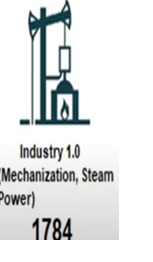 Industry 1.0
(Mechanization, Steam
Power)
1784